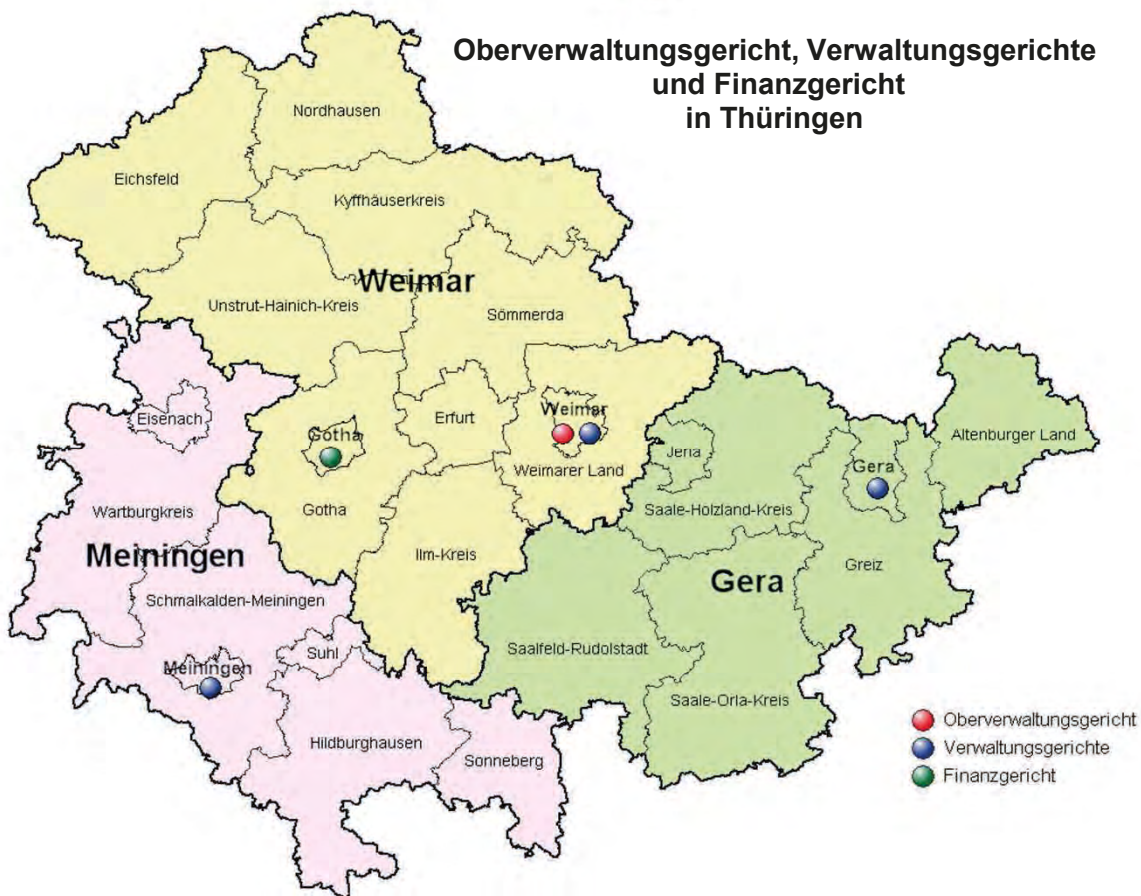 Oberverwaltungsgericht, Verwaltungsgerichte
und Finanzgericht
in Thüringen
Nordhausen
Eichsfeld
Kyffhäuserkreis
Weimar
Unstrut-Hainich-Kreis
Sömmerda
Eisenach
Gotha
Erfurt
Weimar
Weimarer Land
Jena
Gera
Altenburger Land
Wartburgkreis
Gotha
Saale-Holzland-Kreis
Meiningen
Ilm-Kreis
Gera
Greiz
Schmalkalden-Meiningen
Suhl
Saalfeld-Rudolstadt
Meiningen
Saale-Orla-Kreis
Hildburghausen
Sonneberg
Oberverwaltungsgericht
Verwaltungsgerichte
Finanzgericht